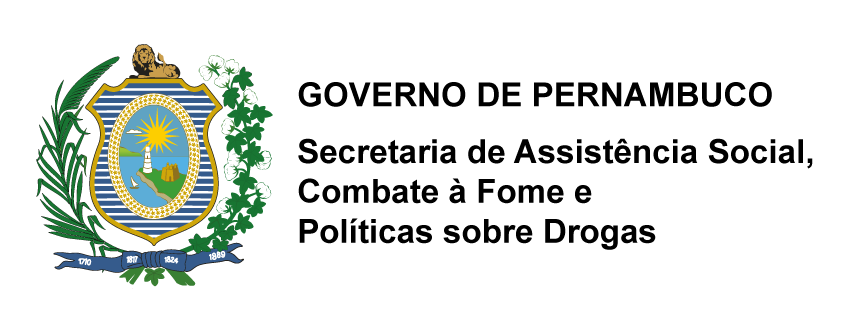 GOVERNO DE PERNAMBUCO
Secretaria de Assistência Social,
Combate à Fome e
Políticas sobre Drogas
1710 1817 1824 1889